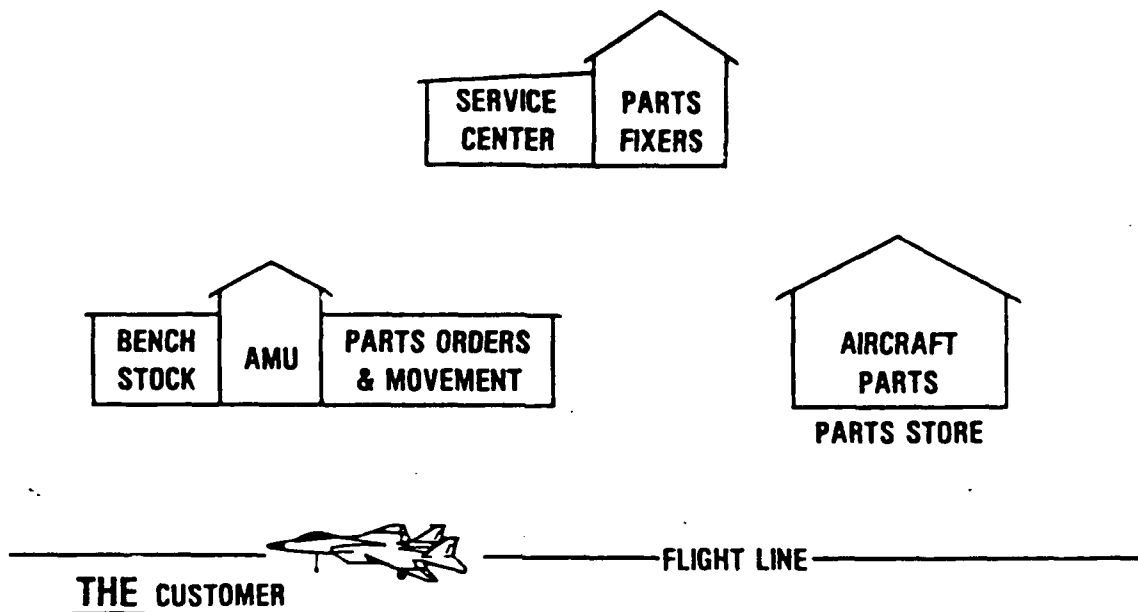 SERVICE
CENTER
PARTS
FIXERS
BENCH
STOCK
AMU
PARTS ORDERS
& MOVEMENT
AIRCRAFT
PARTS
PARTS STORE
FLIGHT LINE
THE CUSTOMER